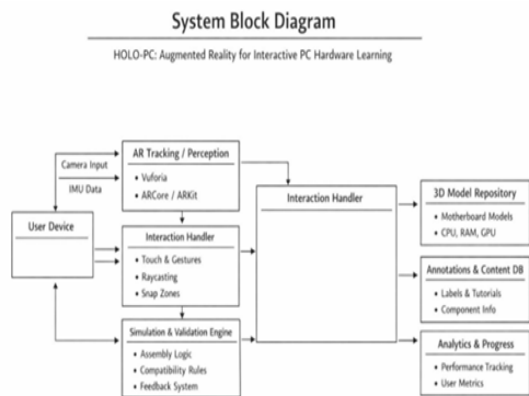 System Block Diagram
HOLO-PC: Augmented Reality for Interactive PC Hardware Learning
Camera Input
IMU Data
User Device
AR Tracking / Perception
• Vuforia
• ARCore / ARKit
Interaction Handler
• Touch & Gestures
• Raycasting
• Snap Zones
Simulation & Validation Engine
• Assembly Logic
• Compatibility Rules
• Feedback System
Interaction Handler
3D Model Repository
• Motherboard Models
• CPU, RAM, GPU
Annotations & Content DB
• Labels & Tutorials
• Component Info
Analytics & Progress
• Performance Tracking
• User Metrics